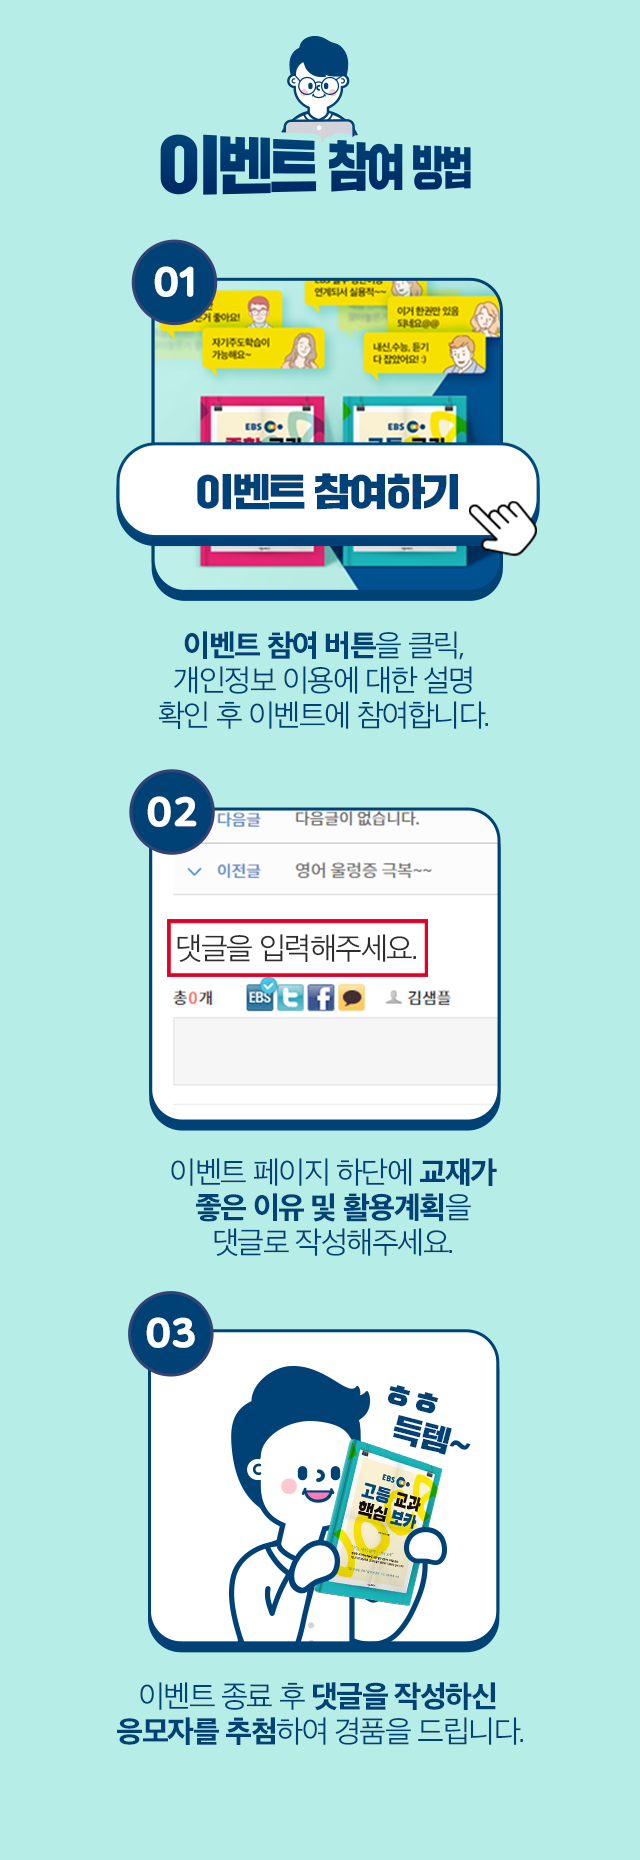 이벤트 참여 방법
01
연계되서 실용적~~
좋아요!
이거 한권만 있음
되네요@@
자기주도학습이
가능해요~
내신,수능, 듣기
다 잡았어요! :)
EBS
EBS
이벤트 참여하기
이벤트 참여 버튼을 클릭,
개인정보 이용에 대한 설명
확인 후 이벤트에 참여합니다.
02
다음글 다음글이 없습니다.
이전글 영어 울렁증 극복~~
댓글을 입력해주세요.
총0개 EBS 김샘플
이벤트 페이지 하단에 교재가
좋은 이유 및 활용계획을
댓글로 작성해주세요.
03
ㅎㅎ
득템~
EBS
고등 교과
핵심 보카
이벤트 종료 후 댓글을 작성하신
응모자를 추첨하여 경품을 드립니다.